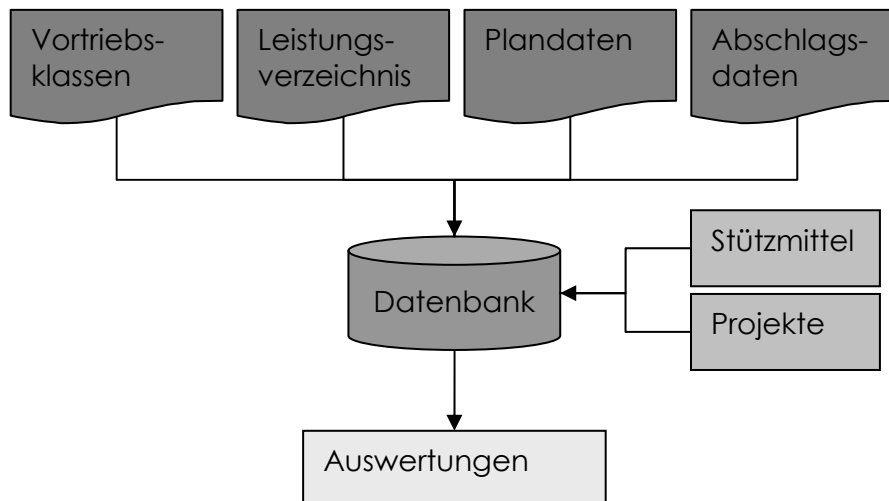 Vortriebs-
klassen
Leistungs-
verzeichnis
Plandaten
Abschlags-
daten
Stützmittel
Datenbank
Projekte
Auswertungen